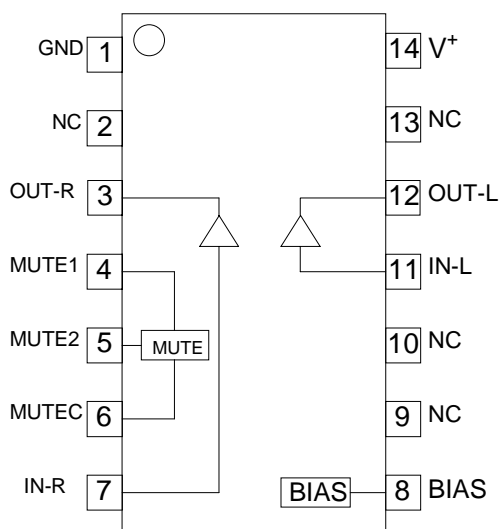 GND 1 14 V+
NC 2 13 NC
OUT-R 3 12 OUT-L
MUTE1 4 11 IN-L
MUTE2 5 MUTE 10 NC
MUTEC 6 9 NC
IN-R 7 BIAS 8 BIAS